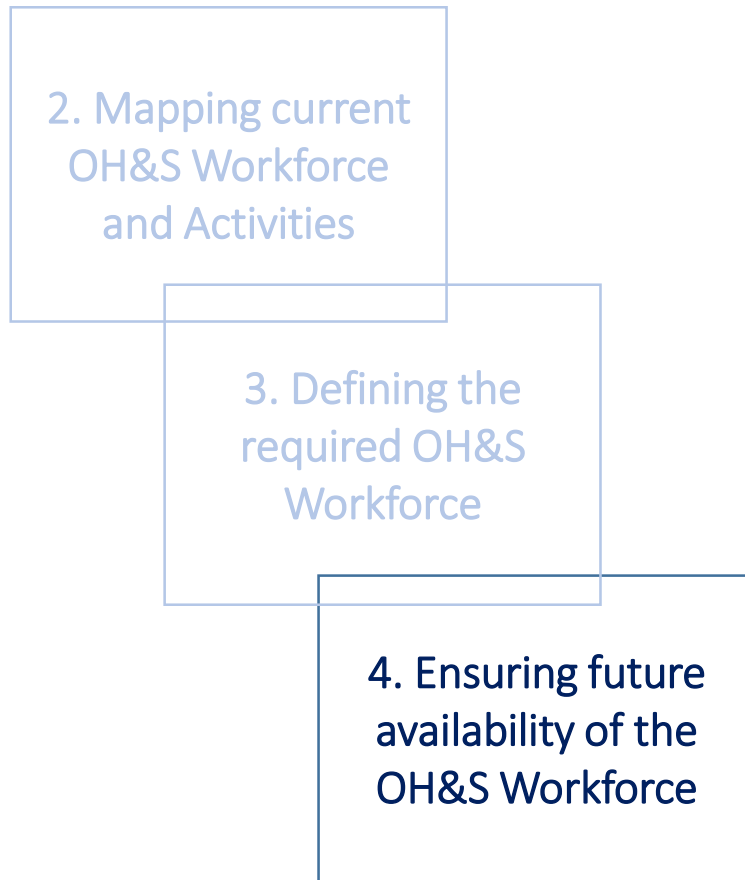 2. Mapping current
OH&S Workforce
and Activities
3. Defining the
required OH&S
Workforce
4. Ensuring future
availability of the
OH&S Workforce